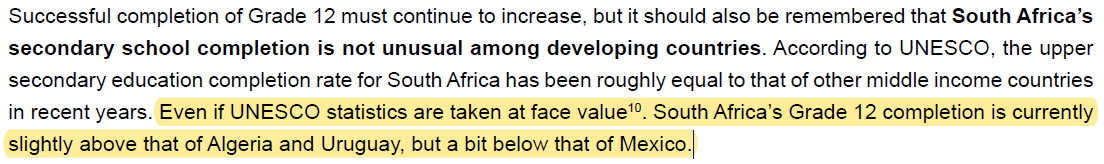 Successful completion of Grade 12 must continue to increase, but it should also be remembered that South Africa's
secondary school completion is not unusual among developing countries. According to UNESCO, the upper
secondary education completion rate for South Africa has been roughly equal to that of other middle income countries
in recent years. Even if UNESCO statistics are taken at face value¹⁰. South Africa's Grade 12 completion is currently
slightly above that of Algeria and Uruguay, but a bit below that of Mexico.